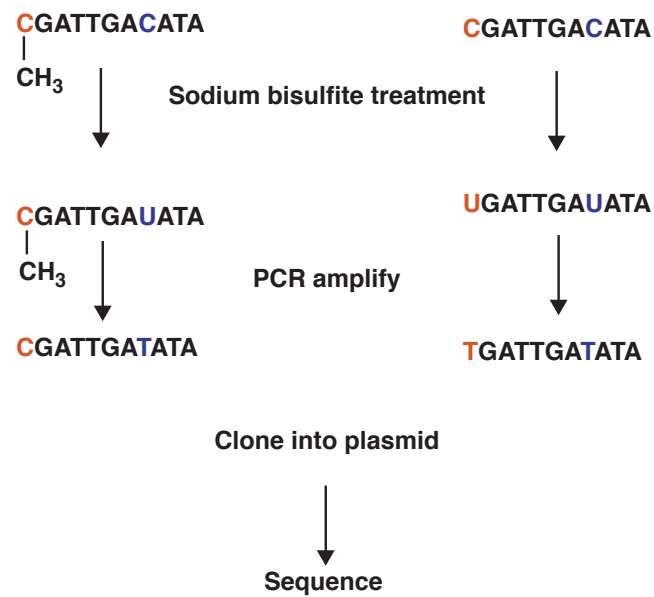 CGATTGACATA
CH₃
CGATTGACATA
Sodium bisulfite treatment
CGATTGAUATA
CH₃
UGATTGAUATA
PCR amplify
CGATTGATATA
TGATTGATATA
Clone into plasmid
Sequence